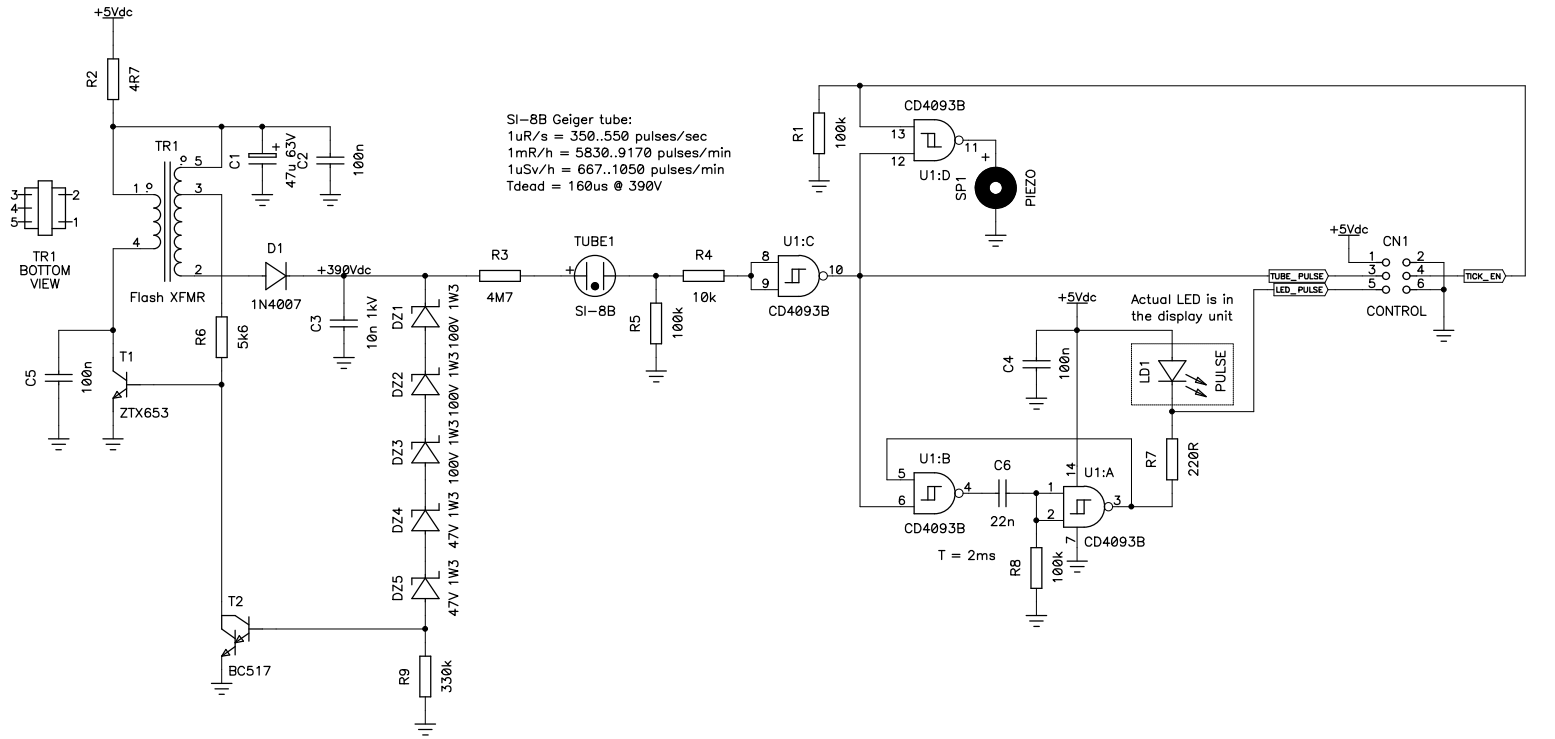 +5Vdc
R2
4R7
TR1
5
1
3
4
2
Flash XFMR
C1
47u 63V
+
C2
100n
3
4
5
2
1
TR1
BOTTOM
VIEW
D1
1N4007
+390Vdc
R6
5k6
C3
10n 1kV
C5
100n
T1
ZTX653
T2
BC517
DZ1
100V 1W3
DZ2
100V 1W3
DZ3
100V 1W3
DZ4
47V 1W3
DZ5
47V 1W3
R9
330k
SI-8B Geiger tube:
1uR/s = 350..550 pulses/sec
1mR/h = 5830..9170 pulses/min
1uSv/h = 667..1050 pulses/min
Tdead = 160us @ 390V
R3
4M7
TUBE1
+
SI-8B
R5
100k
R4
10k
U1:C
8
9
10
CD4093B
R1
100k
CD4093B
13
12
11
U1:D
+
SP1
PIEZO
+5Vdc
CN1
1
2
3
4
5
6
CONTROL
TUBE_PULSE
LED_PULSE
TICK_EN
+5Vdc
Actual LED is in
the display unit
C4
100n
LD1
PULSE
R7
220R
U1:B
5
6
4
CD4093B
C6
22n
T = 2ms
R8
100k
14
U1:A
1
2
3
7
CD4093B